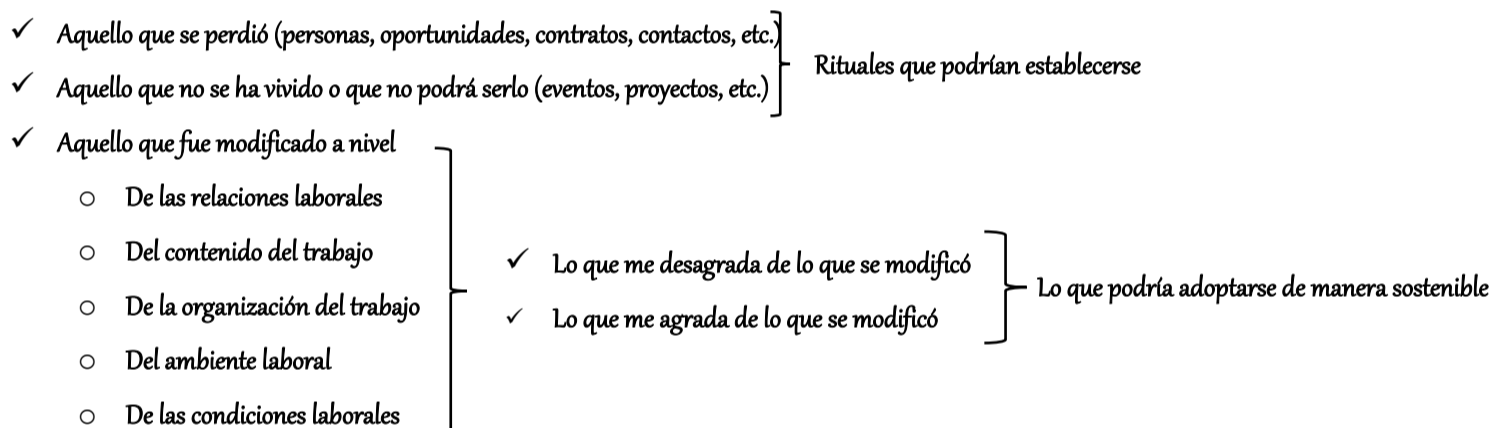 ✓ Aquello que se perdió (personas, oportunidades, contratos, contactos, etc.)
✓ Aquello que no se ha vivido o que no podrá serlo (eventos, proyectos, etc.)
Rituales que podrían establecerse
✓ Aquello que fue modificado a nivel
o De las relaciones laborales
o Del contenido del trabajo
o De la organización del trabajo
o Del ambiente laboral
o De las condiciones laborales
✓ Lo que me desagrada de lo que se modificó
✓ Lo que me agrada de lo que se modificó
Lo que podría adoptarse de manera sostenible